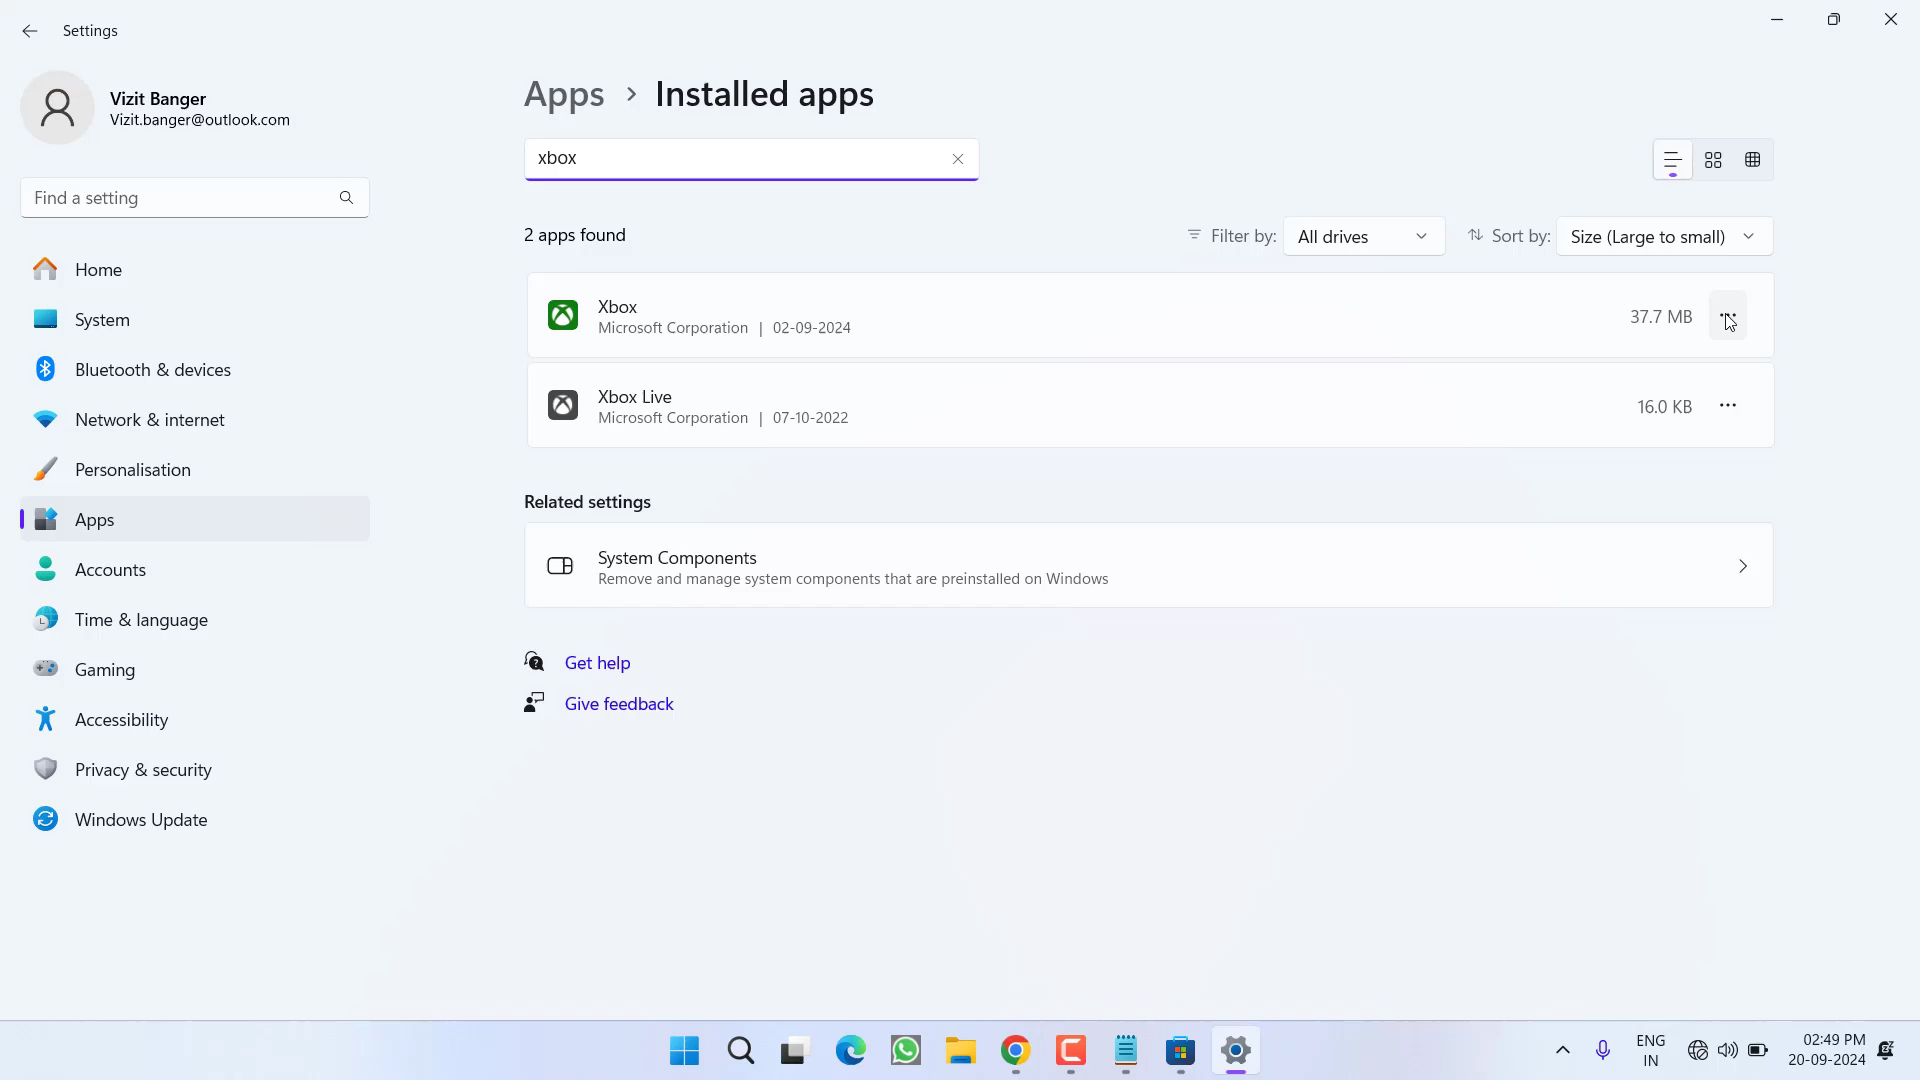 Settings
Vizit Banger
Vizit.banger@outlook.com
Find a setting
Home
System
Bluetooth & devices
Network & internet
Personalisation
Apps
Accounts
Time & language
Gaming
Accessibility
Privacy & security
Windows Update
Apps > Installed apps
xbox
2 apps found
Filter by: All drives
Sort by: Size (Large to small)
Xbox
Microsoft Corporation | 02-09-2024
37.7 MB
Xbox Live
Microsoft Corporation | 07-10-2022
16.0 KB
Related settings
System Components
Remove and manage system components that are preinstalled on Windows
Get help
Give feedback
ENG
IN
02:49 PM
20-09-2024